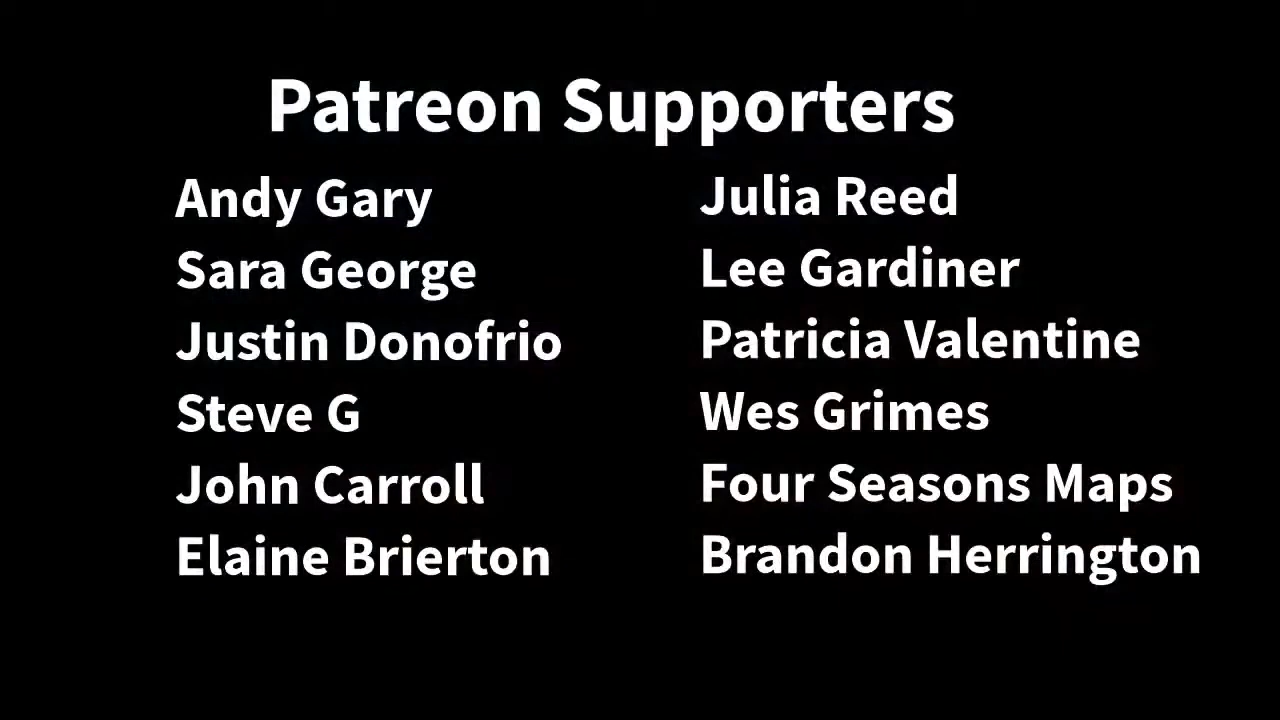 Patreon Supporters
Andy Gary
Sara George
Justin Donofrio
Steve G
John Carroll
Elaine Brierton
Julia Reed
Lee Gardiner
Patricia Valentine
Wes Grimes
Four Seasons Maps
Brandon Herrington